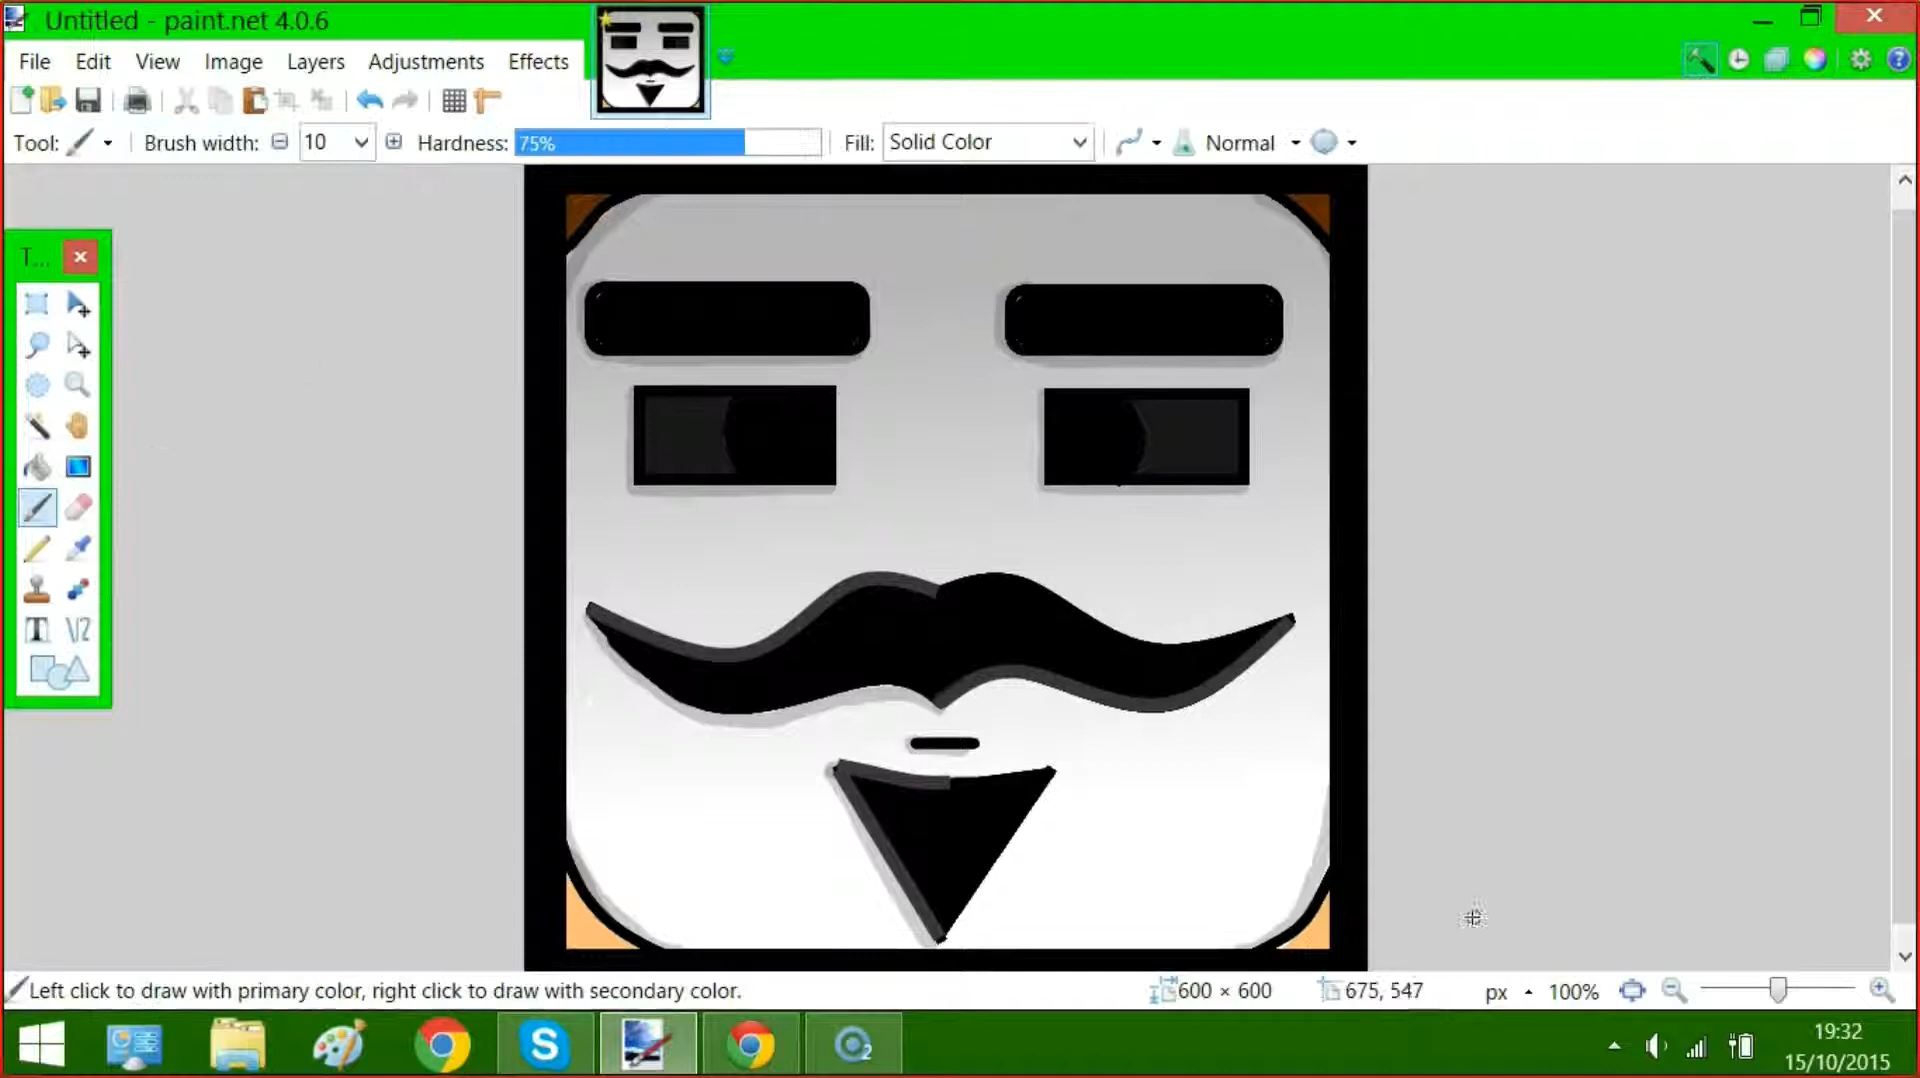 Untitled - paint.net 4.0.6
File Edit View Image Layers Adjustments Effects
Tool: Brush width: 10 Hardness: 75% Fill: Solid Color Normal
T...
Left click to draw with primary color, right click to draw with secondary color. 600 × 600 675, 547 px 100%
19:32
15/10/2015